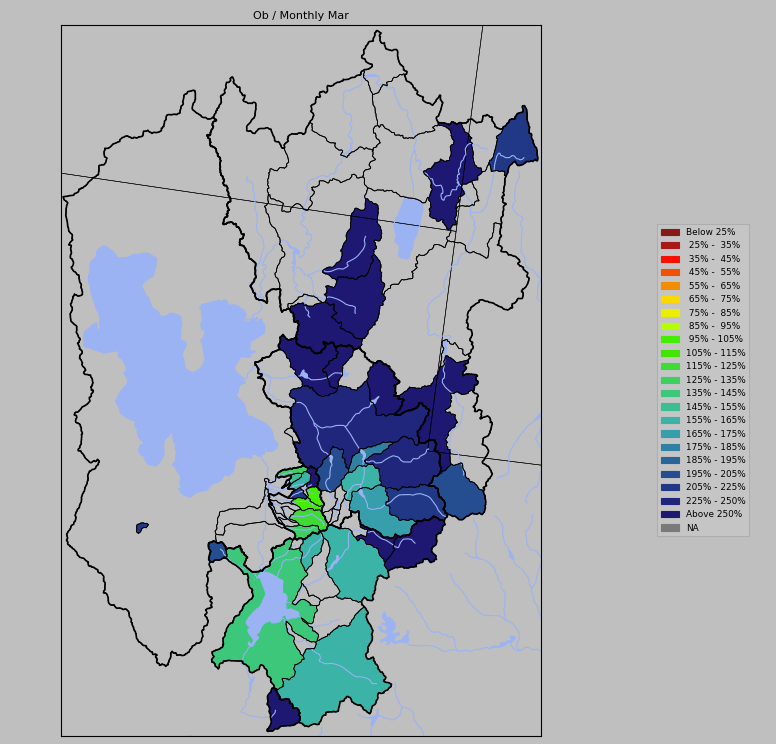 Ob / Monthly Mar
Below 25%
25% - 35%
35% - 45%
45% - 55%
55% - 65%
65% - 75%
75% - 85%
85% - 95%
95% - 105%
105% - 115%
115% - 125%
125% - 135%
135% - 145%
145% - 155%
155% - 165%
165% - 175%
175% - 185%
185% - 195%
195% - 205%
205% - 225%
225% - 250%
Above 250%
NA